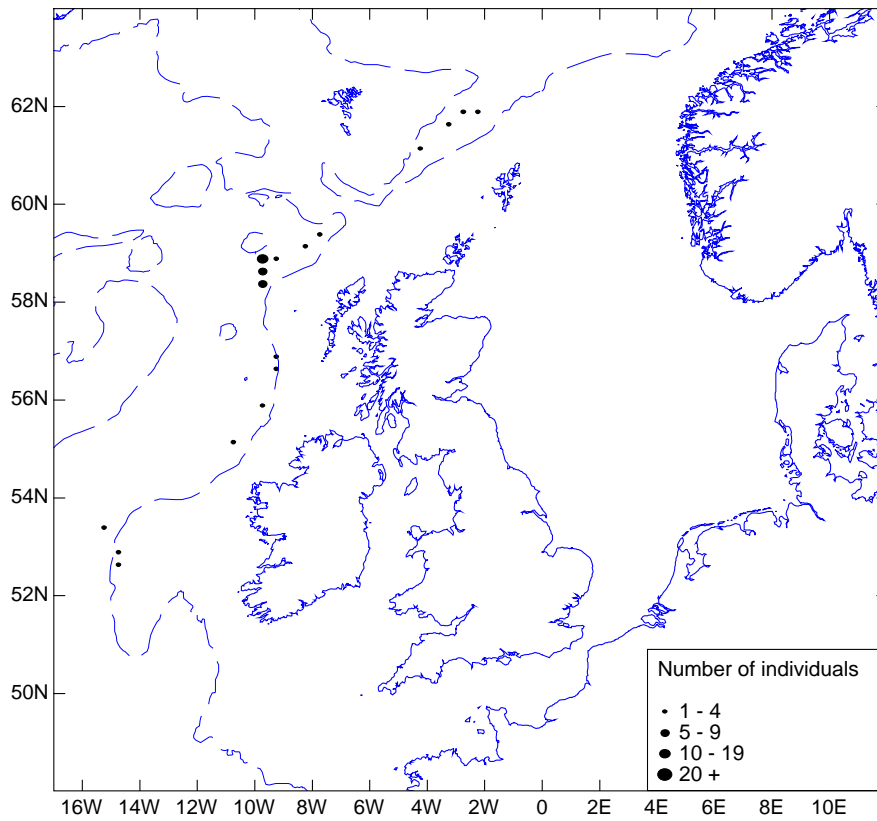 62N
60N
58N
56N
54N
52N
50N
Number of individuals
1 - 4
5 - 9
10 - 19
20 +
16W 14W 12W 10W 8W 6W 4W 2W 0 2E 4E 6E 8E 10E